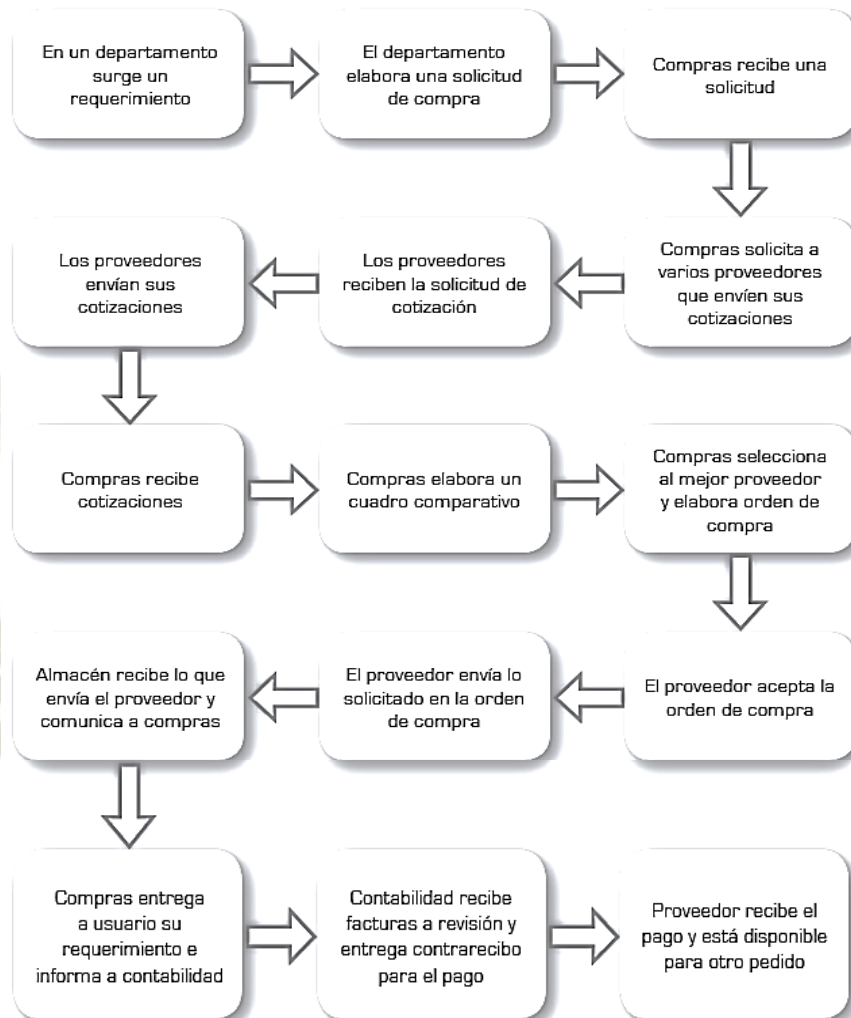 En un departamento
surge un
requerimiento
El departamento
elabora una solicitud
de compra
Compras recibe una
solicitud
Compras solicita a
varios proveedores
que envíen sus
cotizaciones
Los proveedores
reciben la solicitud de
cotización
Los proveedores
envían sus
cotizaciones
Compras recibe
cotizaciones
Compras elabora un
cuadro comparativo
Compras selecciona
al mejor proveedor
y elabora orden de
compra
El proveedor acepta la
orden de compra
El proveedor envía lo
solicitado en la orden
de compra
Almacén recibe lo que
envía el proveedor y
comunica a compras
Compras entrega
a usuario su
requerimiento e
informa a contabilidad
Contabilidad recibe
facturas a revisión y
entrega contrarecibo
para el pago
Proveedor recibe el
pago y está disponible
para otro pedido